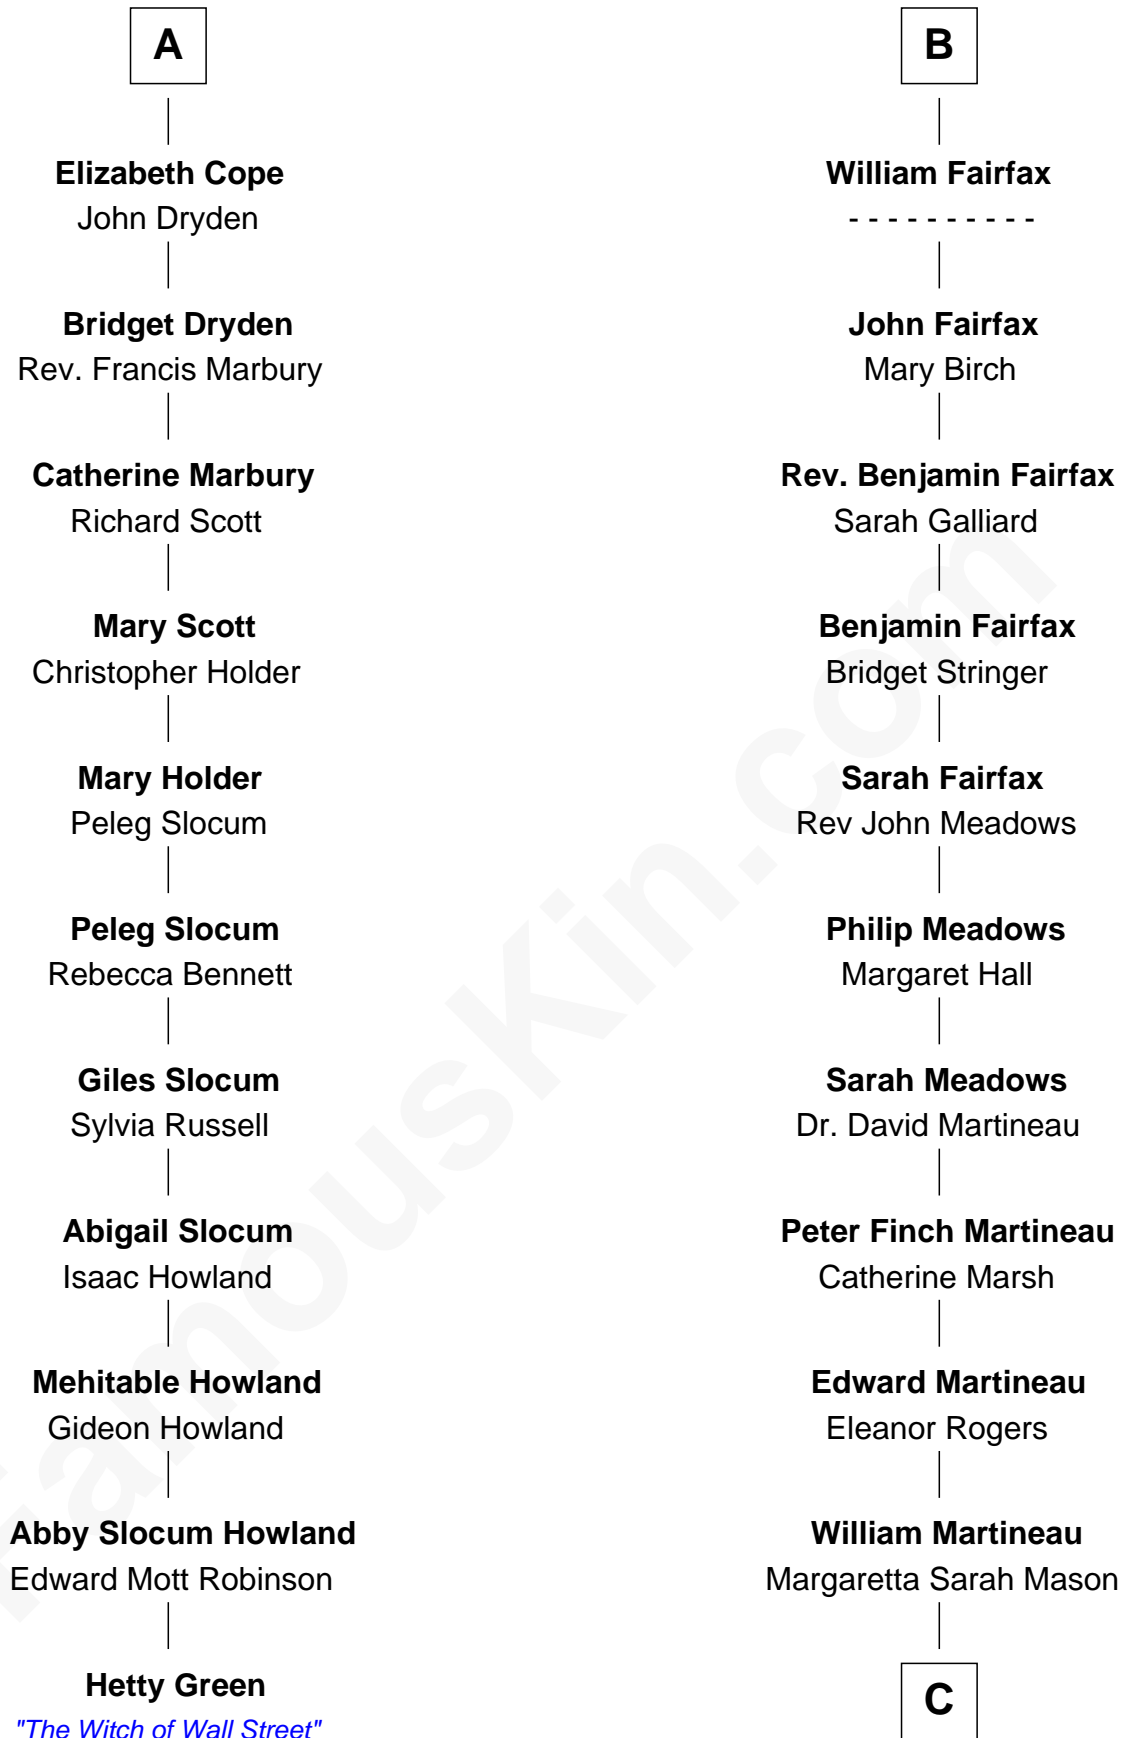 A
Elizabeth Cope
John Dryden
Bridget Dryden
Rev. Francis Marbury
Catherine Marbury
Richard Scott
Mary Scott
Christopher Holder
Mary Holder
Peleg Slocum
Peleg Slocum
Rebecca Bennett
Giles Slocum
Sylvia Russell
Abigail Slocum
Isaac Howland
Mehitable Howland
Gideon Howland
Abby Slocum Howland
Edward Mott Robinson
Hetty Green
"The Witch of Wall Street"
B
William Fairfax
- - - - - - - - - -
John Fairfax
Mary Birch
Rev. Benjamin Fairfax
Sarah Galliard
Benjamin Fairfax
Bridget Stringer
Sarah Fairfax
Rev John Meadows
Philip Meadows
Margaret Hall
Sarah Meadows
Dr. David Martineau
Peter Finch Martineau
Catherine Marsh
Edward Martineau
Eleanor Rogers
William Martineau
Margaretta Sarah Mason
C
FamousKin.com